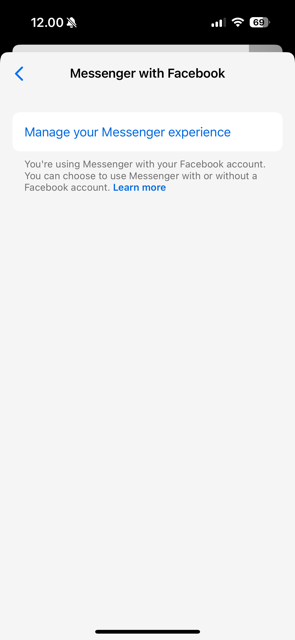 12.00
69
Messenger with Facebook
Manage your Messenger experience
You're using Messenger with your Facebook account.
You can choose to use Messenger with or without a
Facebook account. Learn more